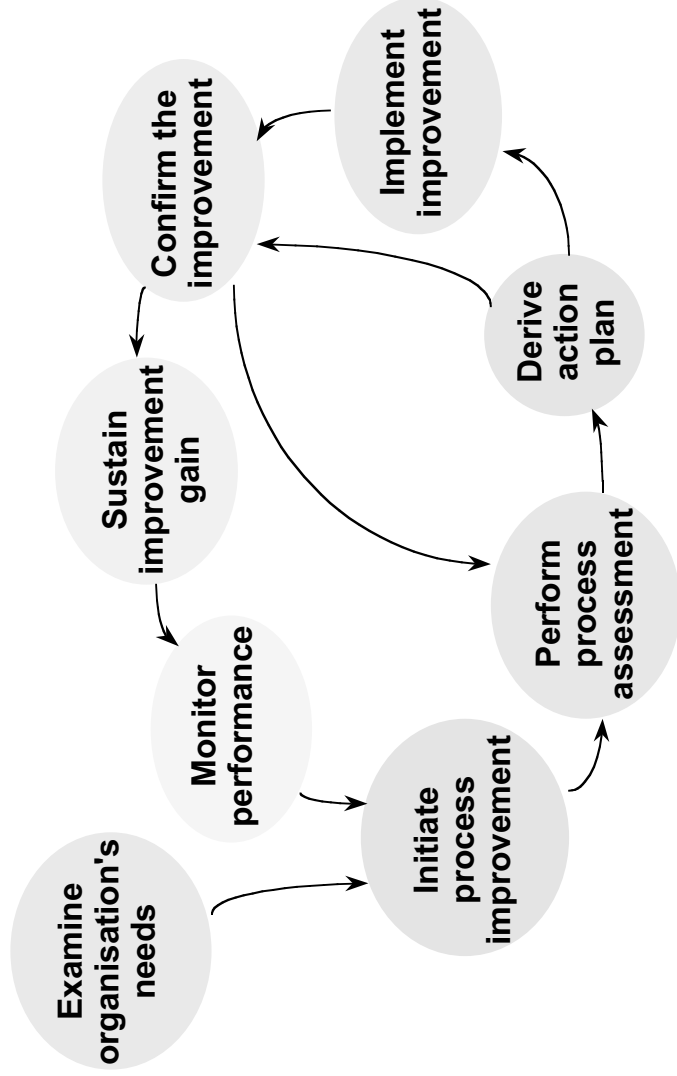 Examine
organisation's
needs
Initiate
process
improvement
Perform
process
assessment
Derive
action
plan
Implement
improvement
Confirm the
improvement
Sustain
improvement
gain
Monitor
performance